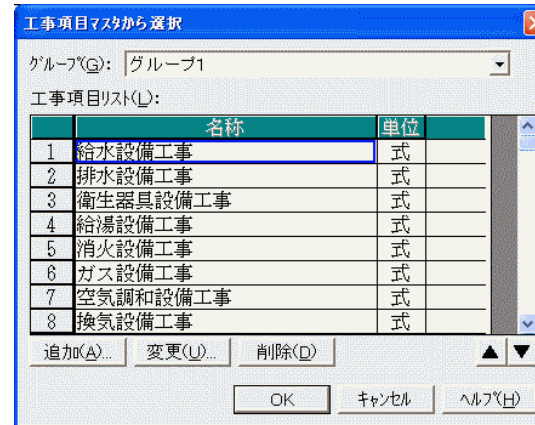 工事項目ﾏｽﾀから選択
ｸﾞﾙｰﾌﾟ(G): グループ1
工事項目ﾘｽﾄ(L):
名称 単位
1 給水設備工事 式
2 排水設備工事 式
3 衛生器具設備工事 式
4 給湯設備工事 式
5 消火設備工事 式
6 ガス設備工事 式
7 空気調和設備工事 式
8 換気設備工事 式
追加(A)... 変更(U)... 削除(D) ▲ ▼
OK ｷｬﾝｾﾙ ﾍﾙﾌﾟ(H)